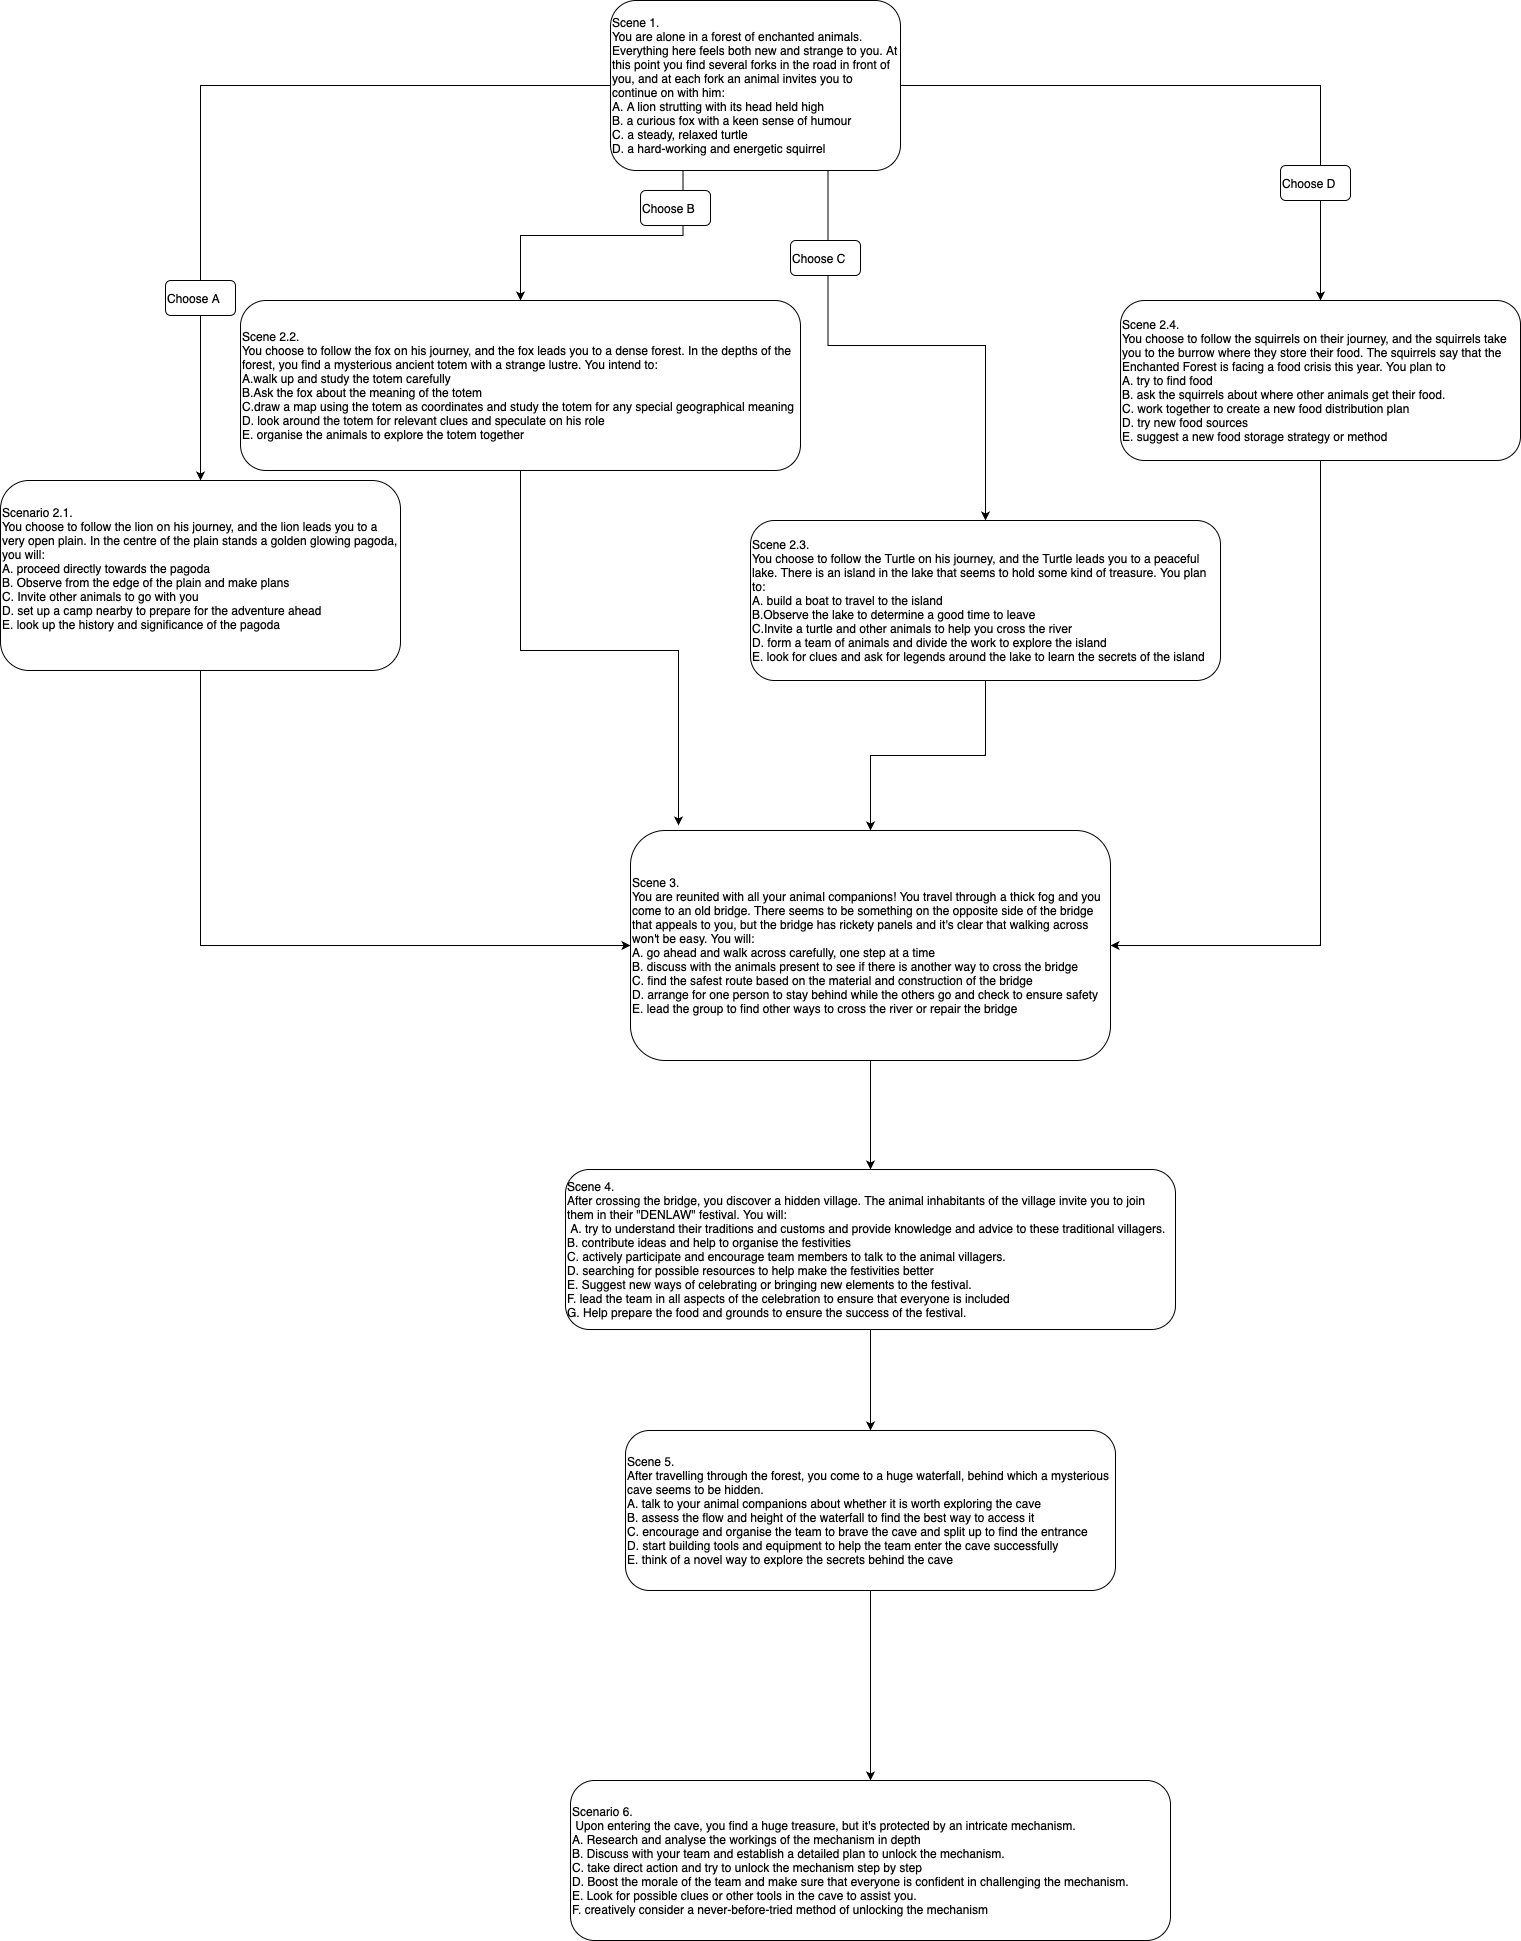 Scene 1.
You are alone in a forest of enchanted animals.
Everything here feels both new and strange to you. At
this point you find several forks in the road in front of
you, and at each fork an animal invites you to
continue on with him:
A. A lion strutting with its head held high
B. a curious fox with a keen sense of humour
C. a steady, relaxed turtle
D. a hard-working and energetic squirrel
Choose D
Choose B
Choose C
Choose A
Scene 2.2.
You choose to follow the fox on his journey, and the fox leads you to a dense forest. In the depths of the
forest, you find a mysterious ancient totem with a strange lustre. You intend to:
A.walk up and study the totem carefully
B.Ask the fox about the meaning of the totem
C.draw a map using the totem as coordinates and study the totem for any special geographical meaning
D. look around the totem for relevant clues and speculate on his role
E. organise the animals to explore the totem together
Scene 2.4.
You choose to follow the squirrels on their journey, and the squirrels take
you to the burrow where they store their food. The squirrels say that the
Enchanted Forest is facing a food crisis this year. You plan to
A. try to find food
B. ask the squirrels about where other animals get their food.
C. work together to create a new food distribution plan
D. try new food sources
E. suggest a new food storage strategy or method
Scenario 2.1.
You choose to follow the lion on his journey, and the lion leads you to a
very open plain. In the centre of the plain stands a golden glowing pagoda,
you will:
A. proceed directly towards the pagoda
B. Observe from the edge of the plain and make plans
C. Invite other animals to go with you
D. set up a camp nearby to prepare for the adventure ahead
E. look up the history and significance of the pagoda
Scene 2.3.
You choose to follow the Turtle on his journey, and the Turtle leads you to a peaceful
lake. There is an island in the lake that seems to hold some kind of treasure. You plan
to:
A. build a boat to travel to the island
B.Observe the lake to determine a good time to leave
C.Invite a turtle and other animals to help you cross the river
D. form a team of animals and divide the work to explore the island
E. look for clues and ask for legends around the lake to learn the secrets of the island
Scene 3.
You are reunited with all your animal companions! You travel through a thick fog and you
come to an old bridge. There seems to be something on the opposite side of the bridge
that appeals to you, but the bridge has rickety panels and it's clear that walking across
won't be easy. You will:
A. go ahead and walk across carefully, one step at a time
B. discuss with the animals present to see if there is another way to cross the bridge
C. find the safest route based on the material and construction of the bridge
D. arrange for one person to stay behind while the others go and check to ensure safety
E. lead the group to find other ways to cross the river or repair the bridge
Scene 4.
After crossing the bridge, you discover a hidden village. The animal inhabitants of the village invite you to join
them in their "DENLAW" festival. You will:
A. try to understand their traditions and customs and provide knowledge and advice to these traditional villagers.
B. contribute ideas and help to organise the festivities
C. actively participate and encourage team members to talk to the animal villagers.
D. searching for possible resources to help make the festivities better
E. Suggest new ways of celebrating or bringing new elements to the festival.
F. lead the team in all aspects of the celebration to ensure that everyone is included
G. Help prepare the food and grounds to ensure the success of the festival.
Scene 5.
After travelling through the forest, you come to a huge waterfall, behind which a mysterious
cave seems to be hidden.
A. talk to your animal companions about whether it is worth exploring the cave
B. assess the flow and height of the waterfall to find the best way to access it
C. encourage and organise the team to brave the cave and split up to find the entrance
D. start building tools and equipment to help the team enter the cave successfully
E. think of a novel way to explore the secrets behind the cave
Scenario 6.
Upon entering the cave, you find a huge treasure, but it's protected by an intricate mechanism.
A. Research and analyse the workings of the mechanism in depth
B. Discuss with your team and establish a detailed plan to unlock the mechanism.
C. take direct action and try to unlock the mechanism step by step
D. Boost the morale of the team and make sure that everyone is confident in challenging the mechanism.
E. Look for possible clues or other tools in the cave to assist you.
F. creatively consider a never-before-tried method of unlocking the mechanism